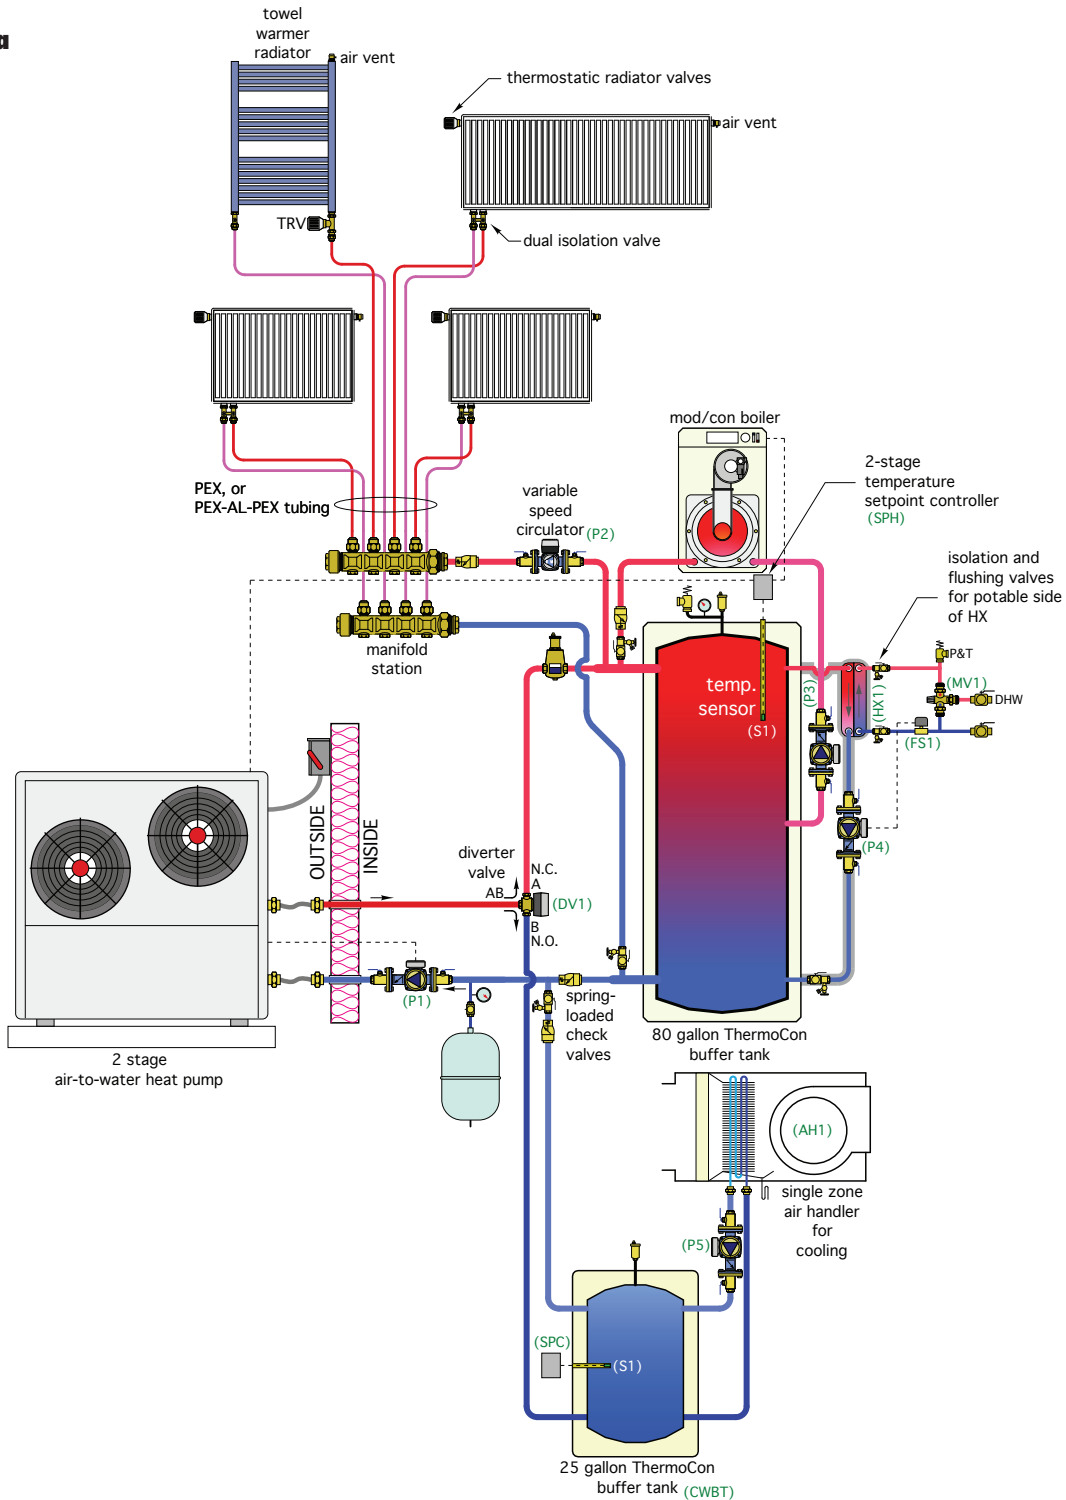 a
towel
warmer
radiator
air vent
thermostatic radiator valves
air vent
TRV
dual isolation valve
mod/con boiler
2-stage
temperature
setpoint controller
(SPH)
PEX, or
PEX-AL-PEX tubing
variable
speed
circulator (P2)
isolation and
flushing valves
for potable side
of HX
manifold
station
P&T
temp.
sensor
(S1)
(P3)
(HX1)
(MV1)
DHW
(FS1)
OUTSIDE
INSIDE
diverter
valve
N.C.
A
AB
(DV1)
B
N.O.
(P4)
(P1)
spring-
loaded
check
valves
80 gallon ThermoCon
buffer tank
2 stage
air-to-water heat pump
(AH1)
single zone
air handler
for
cooling
(P5)
(SPC)
(S1)
25 gallon ThermoCon
buffer tank (CWBT)